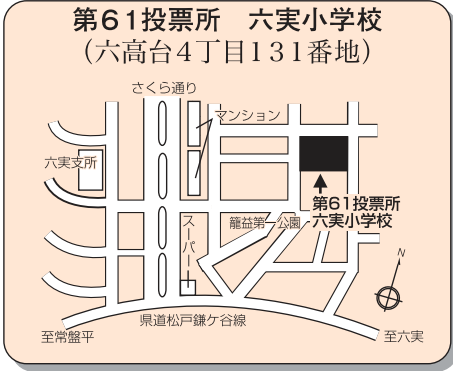 第61投票所　六実小学校
（六高台4丁目131番地）
さくら通り
マンション
六実支所
第61投票所
六実小学校
籠益第一公園
スーパー
N
県道松戸鎌ケ谷線
至常盤平
至六実